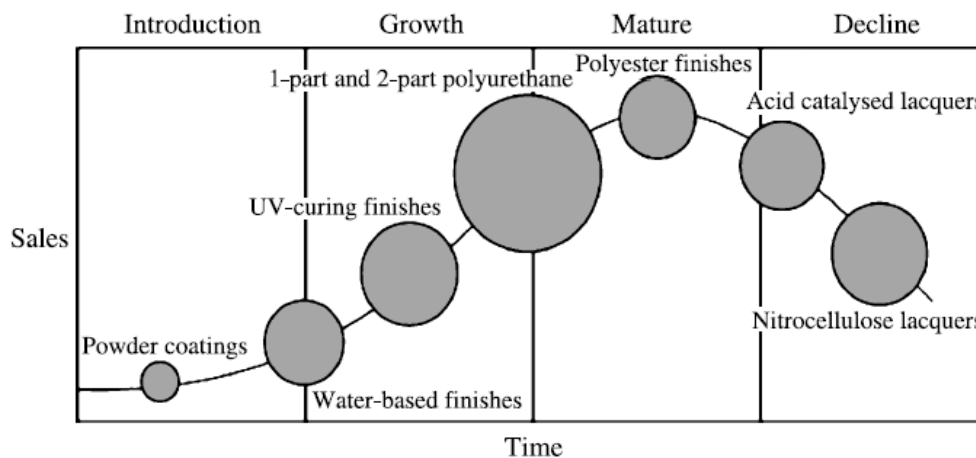 Introduction Growth Mature Decline
1-part and 2-part polyurethane
Polyester finishes
Acid catalysed lacquers
UV-curing finishes
Sales
Powder coatings
Water-based finishes
Nitrocellulose lacquers
Time